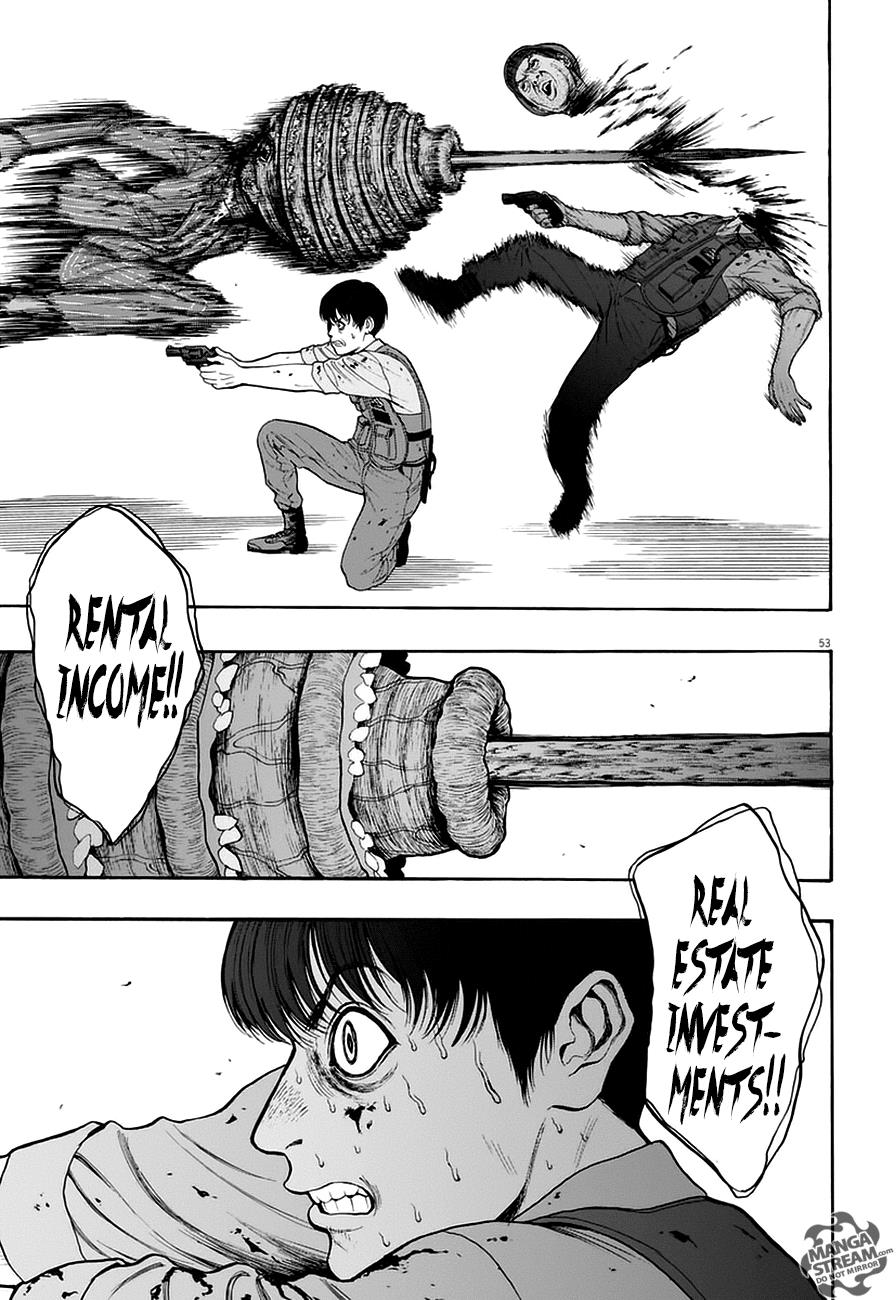 53
REAL
ESTATE
INVEST-
MENTS!!
RENTAL
INCOME!!
MANGA
STREAM.com
DO NOT MIRROR